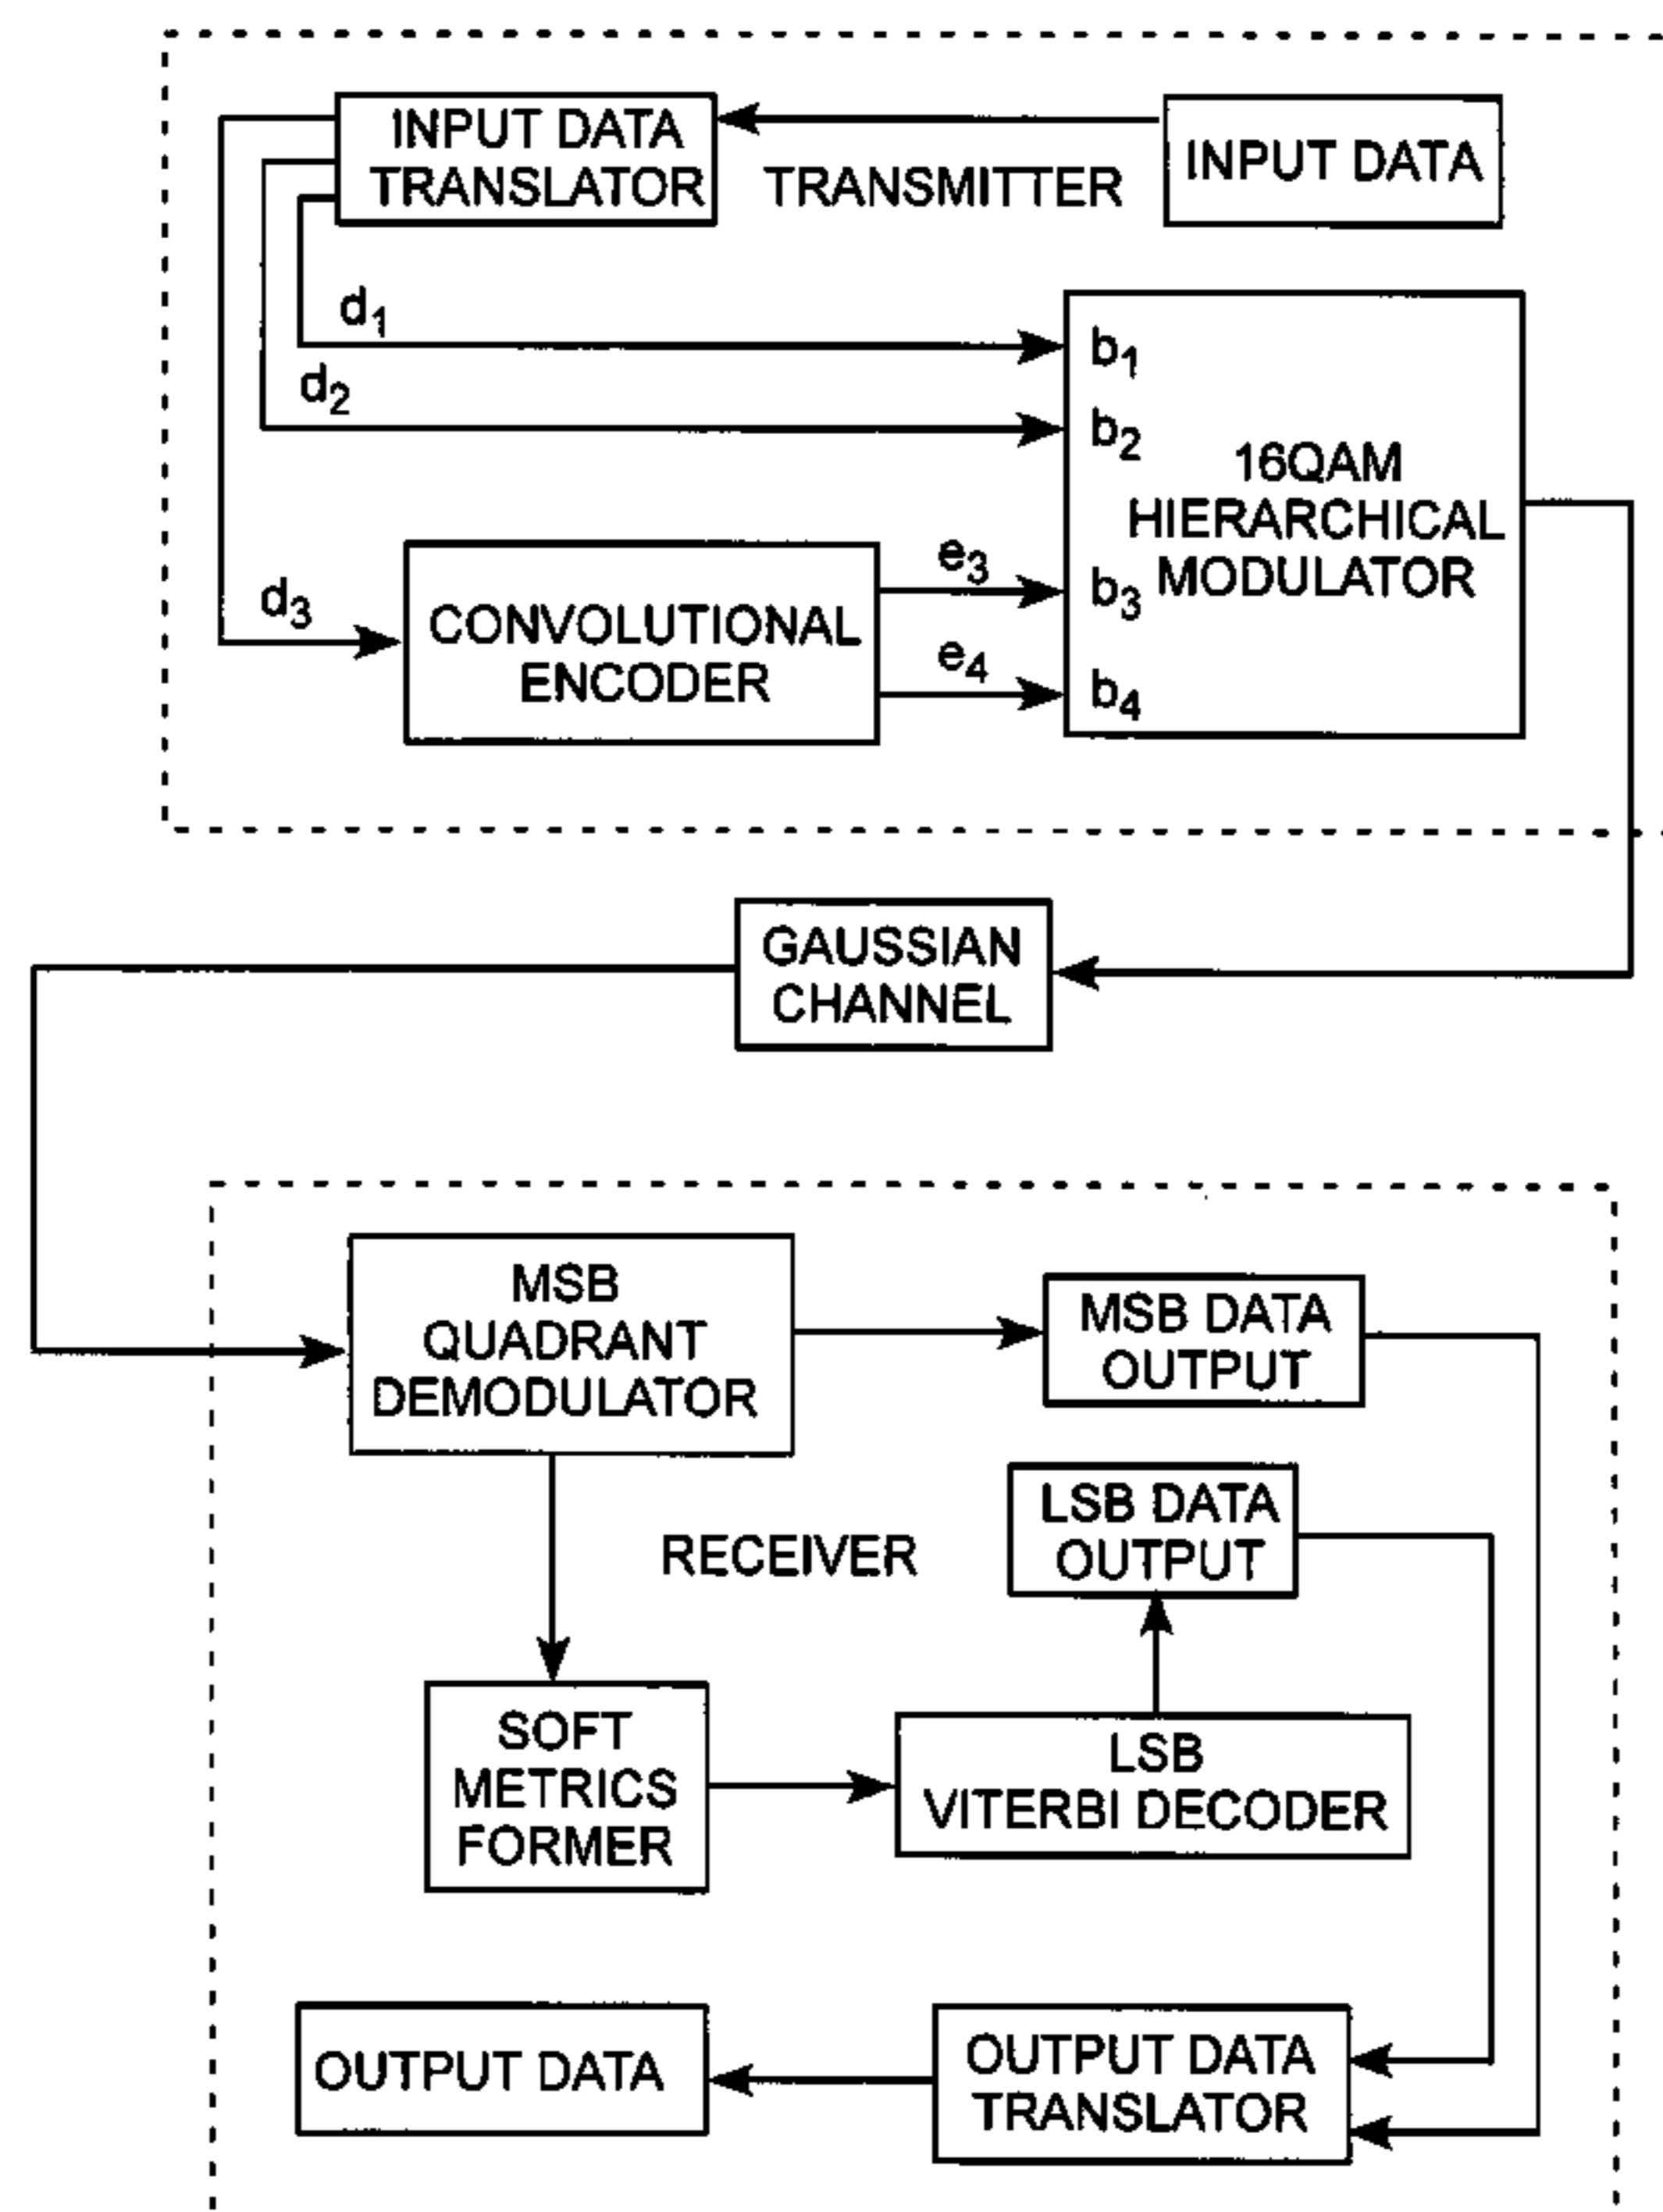 INPUT DATA
TRANSLATOR
TRANSMITTER
INPUT DATA
d1
d2
d3
CONVOLUTIONAL
ENCODER
e3
e4
b1
b2
b3
b4
16QAM
HIERARCHICAL
MODULATOR
GAUSSIAN
CHANNEL
MSB
QUADRANT
DEMODULATOR
MSB DATA
OUTPUT
LSB DATA
OUTPUT
RECEIVER
SOFT
METRICS
FORMER
LSB
VITERBI DECODER
OUTPUT DATA
OUTPUT DATA
TRANSLATOR